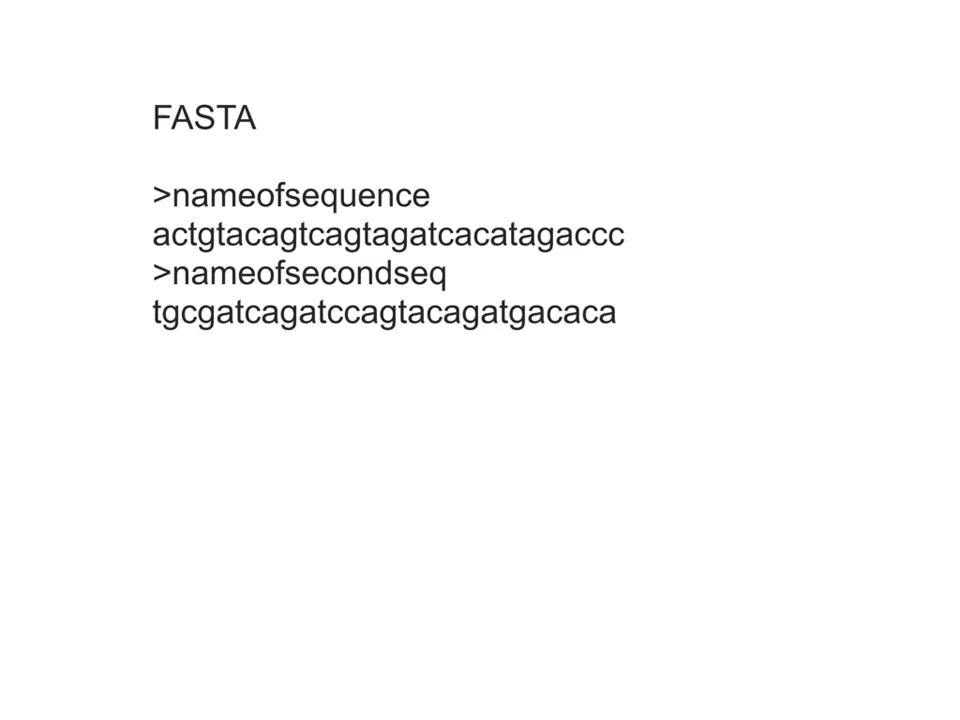 FASTA
>nameofsequence
actgtacagtcagtagatcacatagaccc
>nameofsecondseq
tgcgatcagatccagtacagatgacaca